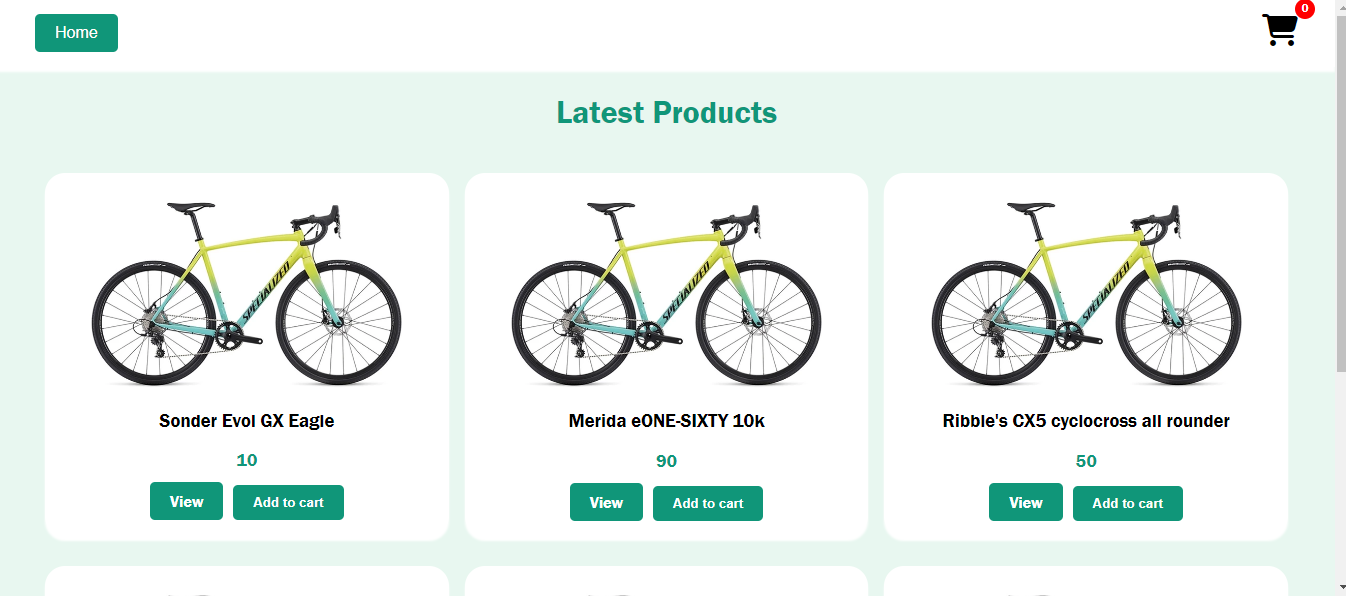 Home
0
Latest Products
SPECIALIZED
SPECIALIZED
SPECIALIZED
Sonder Evol GX Eagle
Merida eONE-SIXTY 10k
Ribble's CX5 cyclocross all rounder
10
90
50
View
Add to cart
View
Add to cart
View
Add to cart